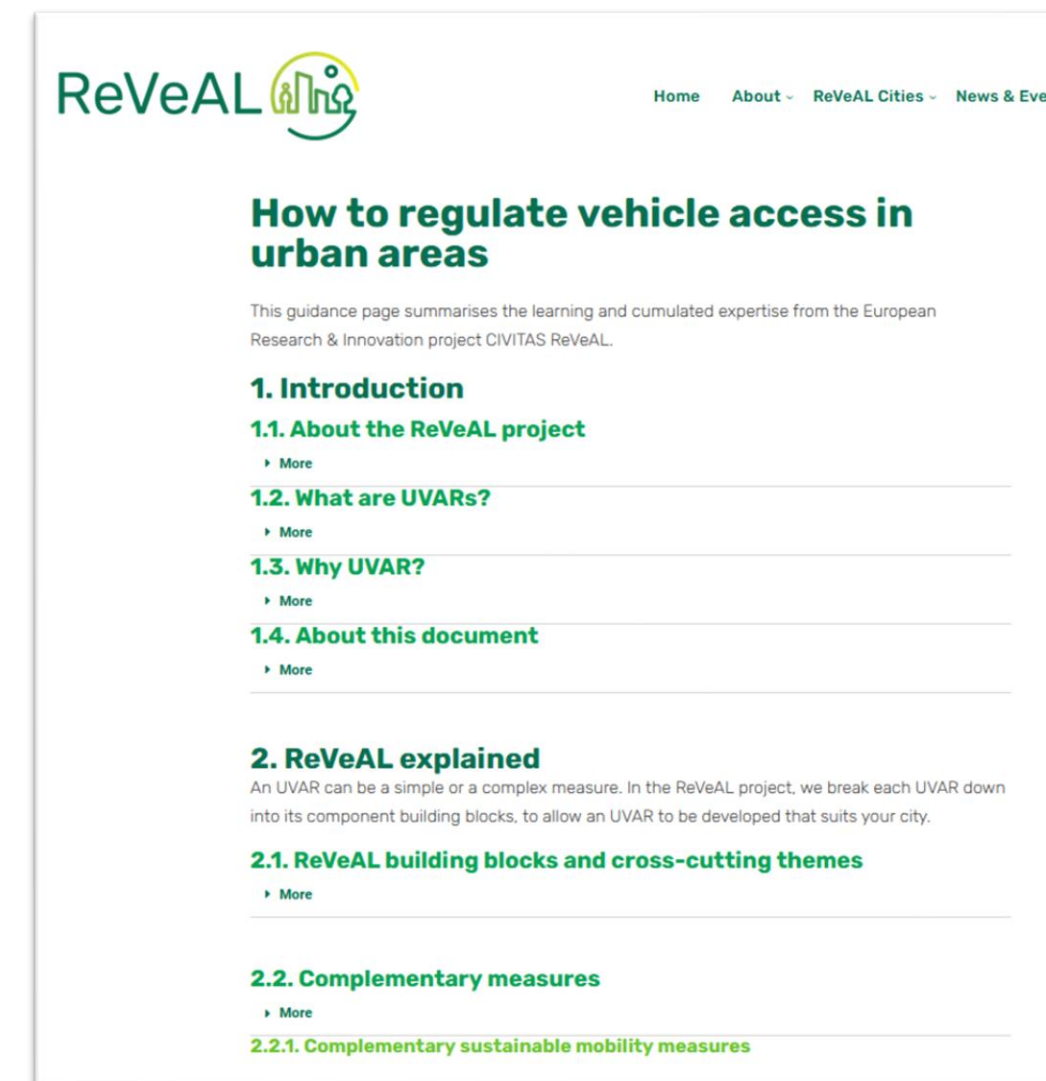 ReVeAL
Home About ReVeAL Cities News & Eve
How to regulate vehicle access in
urban areas
This guidance page summarises the learning and cumulated expertise from the European
Research & Innovation project CIVITAS ReVeAL.
1. Introduction
1.1. About the ReVeAL project
More
1.2. What are UVARs?
More
1.3. Why UVAR?
More
1.4. About this document
More
2. ReVeAL explained
An UVAR can be a simple or a complex measure. In the ReVeAL project, we break each UVAR down
into its component building blocks, to allow an UVAR to be developed that suits your city.
2.1. ReVeAL building blocks and cross-cutting themes
More
2.2. Complementary measures
More
2.2.1. Complementary sustainable mobility measures